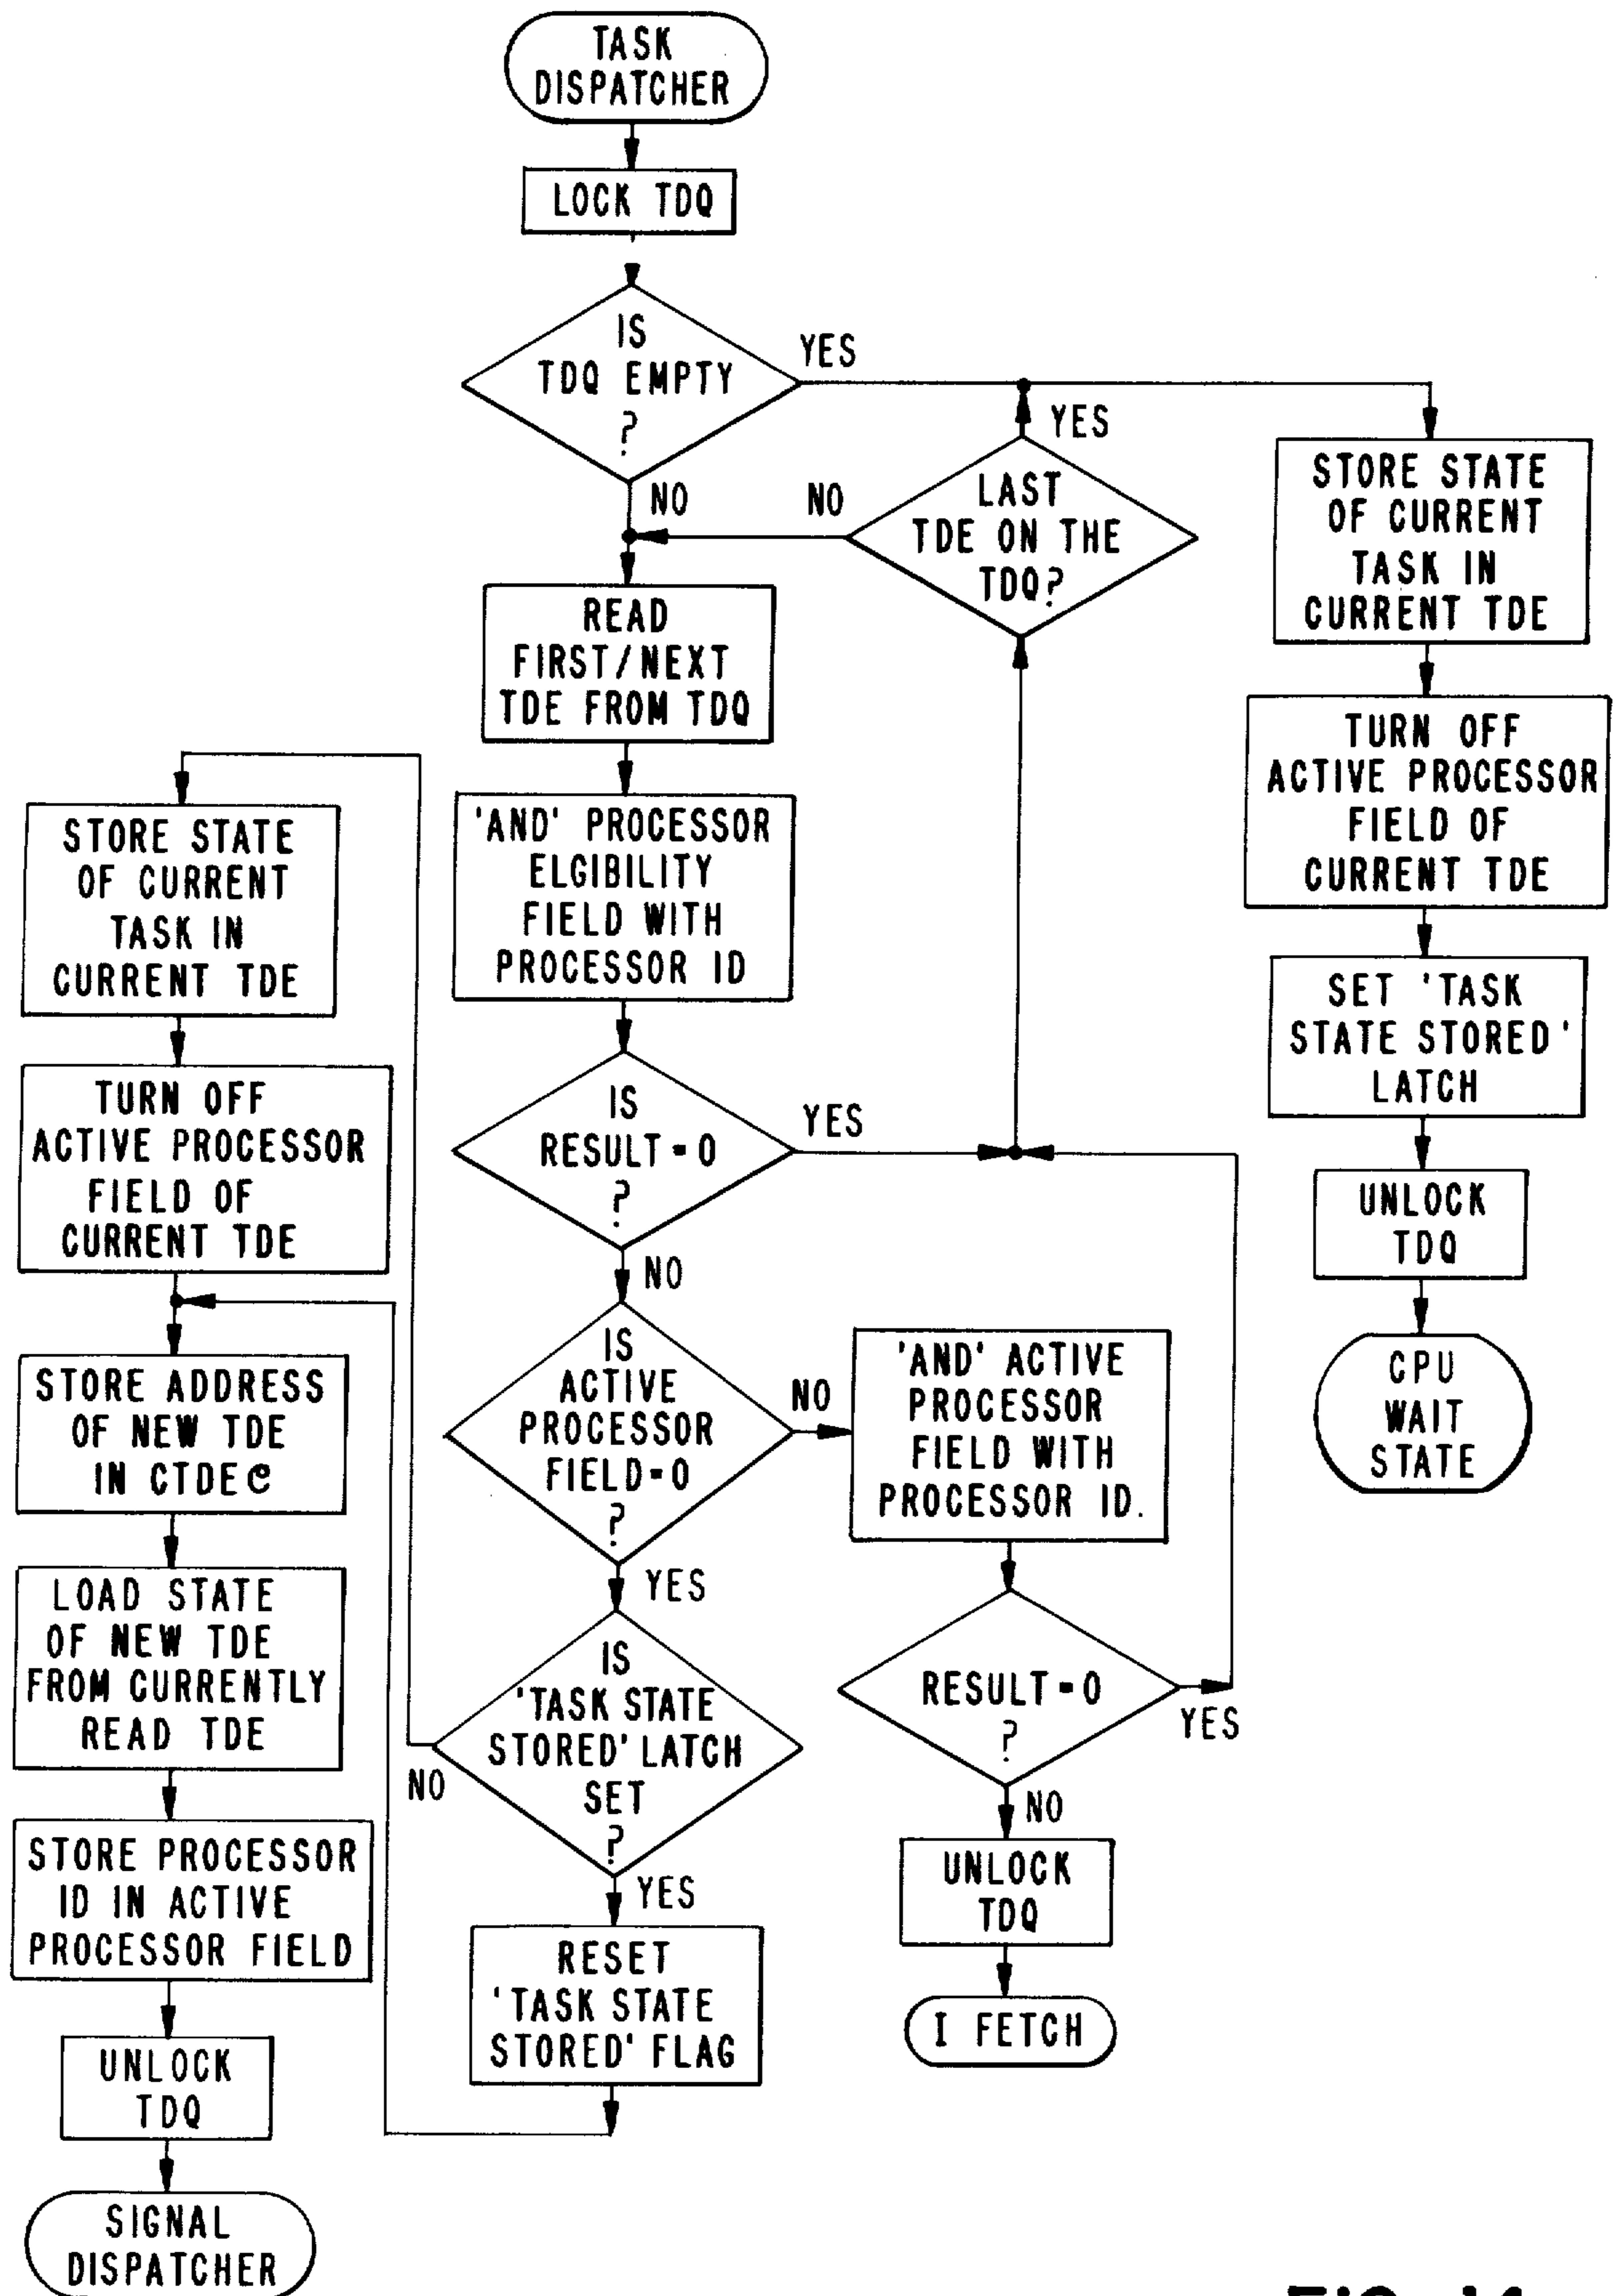 TASK
DISPATCHER
LOCK TDQ
IS
TDQ EMPTY
?
YES
NO
LAST
TDE ON THE
TDQ?
YES
NO
READ
FIRST/NEXT
TDE FROM TDQ
'AND' PROCESSOR
ELGIBILITY
FIELD WITH
PROCESSOR ID
IS
RESULT=0
?
YES
NO
IS
ACTIVE
PROCESSOR
FIELD=0
?
NO
YES
'AND' ACTIVE
PROCESSOR
FIELD WITH
PROCESSOR ID.
RESULT=0
?
YES
NO
UNLOCK
TDQ
I FETCH
IS
'TASK STATE
STORED' LATCH
SET
?
NO
YES
RESET
'TASK STATE
STORED' FLAG
STORE STATE
OF CURRENT
TASK IN
CURRENT TDE
TURN OFF
ACTIVE PROCESSOR
FIELD OF
CURRENT TDE
STORE ADDRESS
OF NEW TDE
IN CTDE@
LOAD STATE
OF NEW TDE
FROM CURRENTLY
READ TDE
STORE PROCESSOR
ID IN ACTIVE
PROCESSOR FIELD
UNLOCK
TDQ
SIGNAL
DISPATCHER
STORE STATE
OF CURRENT
TASK IN
CURRENT TDE
TURN OFF
ACTIVE PROCESSOR
FIELD OF
CURRENT TDE
SET 'TASK
STATE STORED'
LATCH
UNLOCK
TDQ
CPU
WAIT
STATE